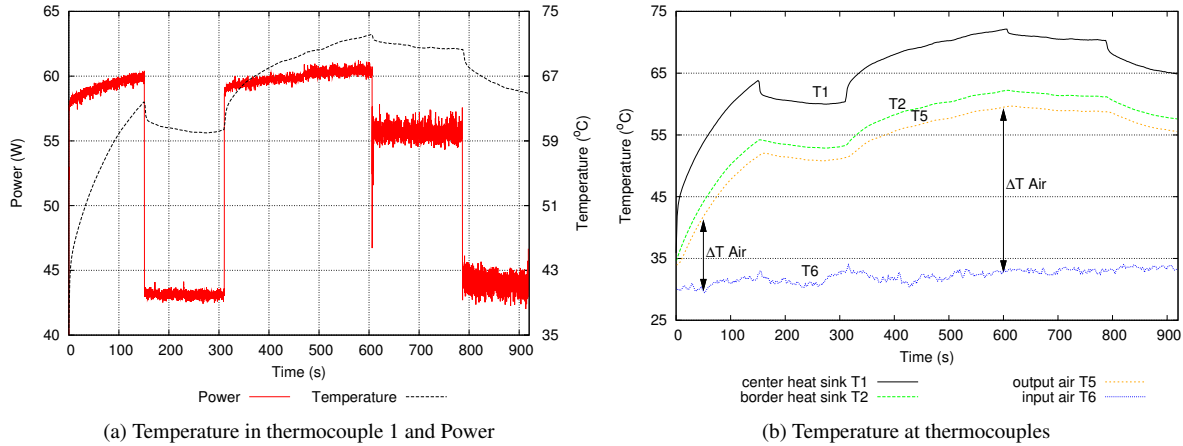 65
60
55
50
45
40
Power (W)
75
67
59
51
43
35
Temperature (°C)
0 100 200 300 400 500 600 700 800 900
Time (s)
Power
Temperature
(a) Temperature in thermocouple 1 and Power
75
65
55
45
35
25
Temperature (°C)
T1
T2
T5
ΔT Air
ΔT Air
T6
0 100 200 300 400 500 600 700 800 900
Time (s)
center heat sink T1
border heat sink T2
output air T5
input air T6
(b) Temperature at thermocouples